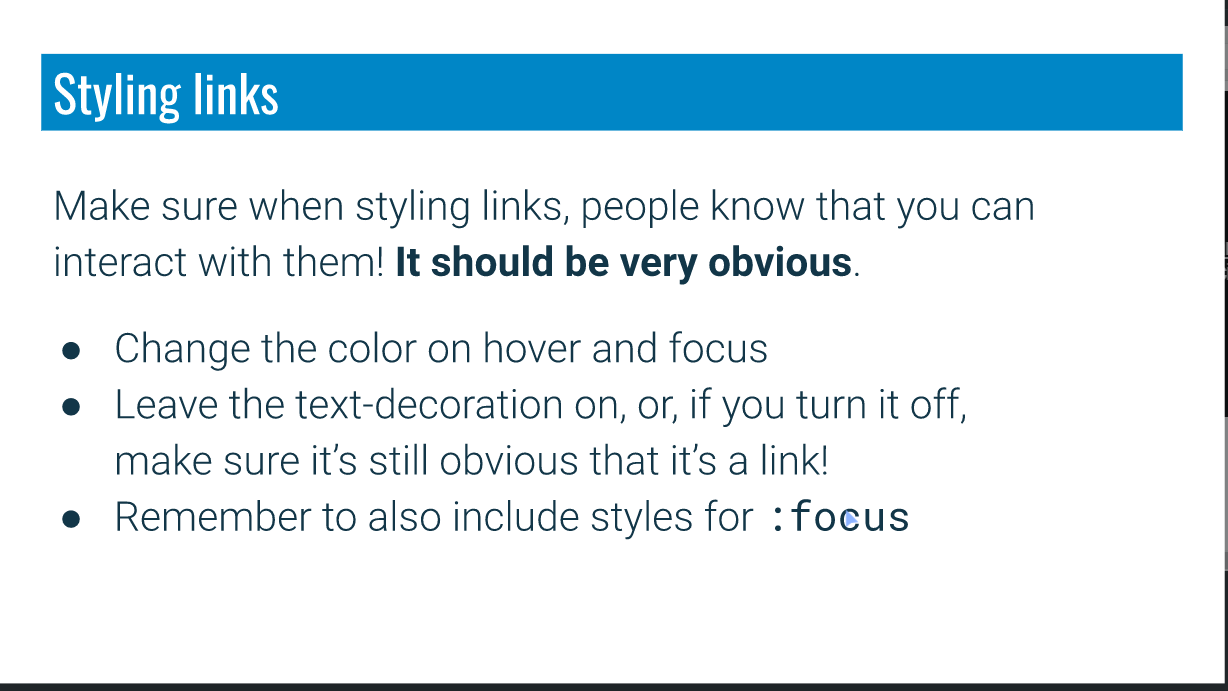 Styling links
Make sure when styling links, people know that you can
interact with them! It should be very obvious.
● Change the color on hover and focus
● Leave the text-decoration on, or, if you turn it off,
make sure it’s still obvious that it’s a link!
● Remember to also include styles for :focus